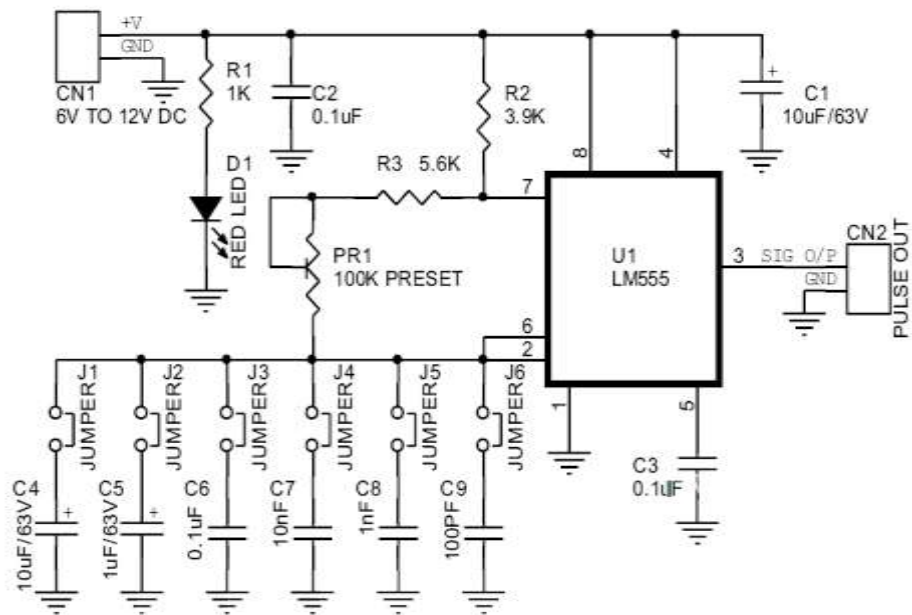 +V
GND
CN1
6V TO 12V DC
R1
1K
C2
0.1uF
R2
3.9K
C1
10uF/63V
8
4
D1
RED LED
R3 5.6K
7
PR1
100K PRESET
U1
LM555
3
SIG O/P
GND
CN2
PULSE OUT
6
2
1
5
J1
JUMPER
J2
JUMPER
J3
JUMPER
J4
JUMPER
J5
JUMPER
J6
JUMPER
C3
0.1uF
C4
10uF/63V
+
C5
1uF/63V
+
C6
0.1uF
C7
10nF
C8
1nF
C9
100PF
+